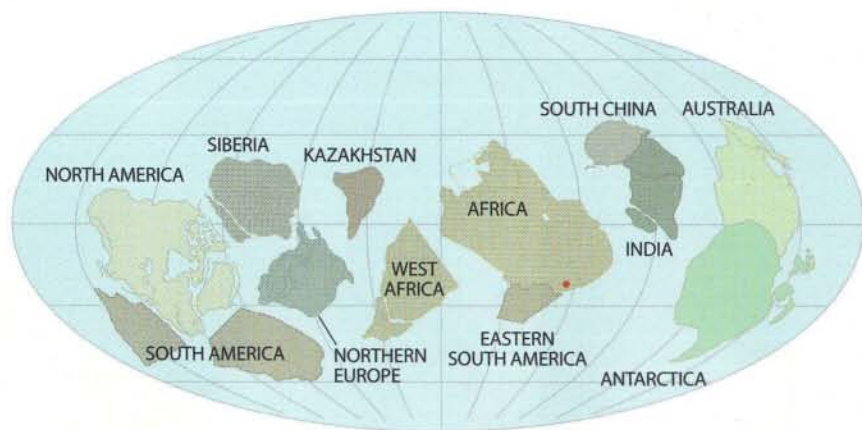 SOUTH CHINA
AUSTRALIA
SIBERIA
KAZAKHSTAN
NORTH AMERICA
AFRICA
INDIA
WEST
AFRICA
SOUTH AMERICA
NORTHERN
EUROPE
EASTERN
SOUTH AMERICA
ANTARCTICA